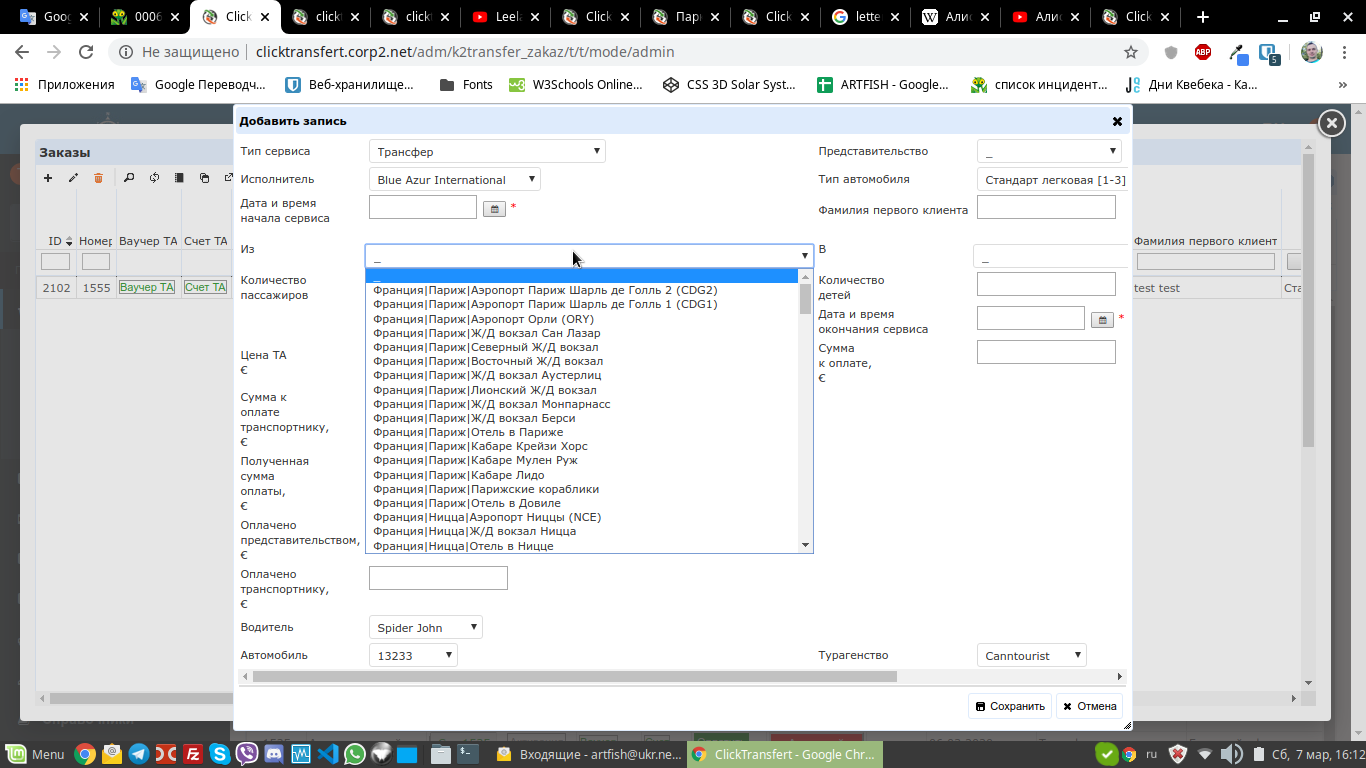 Goog
0006
Click
clickt
clickt
Leela
Click
Пари
Click
lette
Алис
Али
Click
Не защищено
clicktransfert.corp2.net/adm/k2transfer_zakaz/t/t/mode/admin
ABP
5
Приложения
Google Переводч...
Веб-хранилище...
Fonts
W3Schools Online...
CSS 3D Solar Syst...
ARTFISH - Google...
список инцидент...
Дни Квебека - Ка...
»
Добавить запись
Заказы
Тип сервиса
Трансфер
Представительство
_
Исполнитель
Blue Azur International
Тип автомобиля
Стандарт легковая [1-3]
Дата и время
начала сервиса
*
Фамилия первого клиента
ID
Номер
Ваучер ТА
Счет ТА
Фамилия первого клиент
2102
1555
Ваучер ТА
Счет ТА
test test
Ста
Из
_
В
_
_
Франция|Париж|Аэропорт Париж Шарль де Голль 2 (CDG2)
Франция|Париж|Аэропорт Париж Шарль де Голль 1 (CDG1)
Франция|Париж|Аэропорт Орли (ORY)
Франция|Париж|Ж/Д вокзал Сан Лазар
Франция|Париж|Северный Ж/Д вокзал
Франция|Париж|Восточный Ж/Д вокзал
Франция|Париж|Ж/Д вокзал Аустерлиц
Франция|Париж|Лионский Ж/Д вокзал
Франция|Париж|Ж/Д вокзал Монпарнасс
Франция|Париж|Ж/Д вокзал Берси
Франция|Париж|Отель в Париже
Франция|Париж|Кабаре Крейзи Хорс
Франция|Париж|Кабаре Мулен Руж
Франция|Париж|Кабаре Лидо
Франция|Париж|Парижские кораблики
Франция|Париж|Отель в Довиле
Франция|Ницца|Аэропорт Ниццы (NCE)
Франция|Ницца|Ж/Д вокзал Ницца
Франция|Ницца|Отель в Ницце
Количество
пассажиров
Количество
детей
Дата и время
окончания сервиса
*
Цена ТА
€
Сумма
к оплате,
€
Сумма к
оплате
транспортнику,
€
Полученная
сумма
оплаты,
€
Оплачено
представительством,
€
Оплачено
транспортнику,
€
Водитель
Spider John
Автомобиль
13233
Турагенство
Canntourist
Сохранить
Отмена
Menu
Входящие - artfish@ukr.ne...
ClickTransfert - Google Chr...
ru
Сб, 7 мар, 16:12